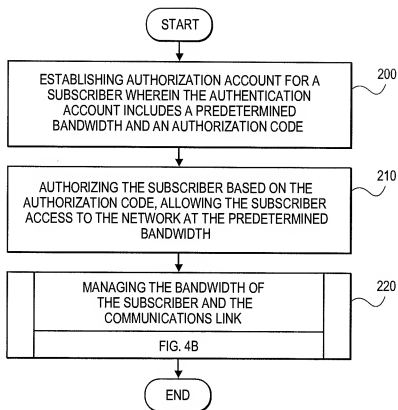 START
ESTABLISHING AUTHORIZATION ACCOUNT FOR A
SUBSCRIBER WHEREIN THE AUTHENTICATION
ACCOUNT INCLUDES A PREDETERMINED
BANDWIDTH AND AN AUTHORIZATION CODE
200
AUTHORIZING THE SUBSCRIBER BASED ON THE
AUTHORIZATION CODE, ALLOWING THE SUBSCRIBER
ACCESS TO THE NETWORK AT THE PREDETERMINED
BANDWIDTH
210
MANAGING THE BANDWIDTH OF
THE SUBSCRIBER AND THE
COMMUNICATIONS LINK
220
FIG. 4B
END